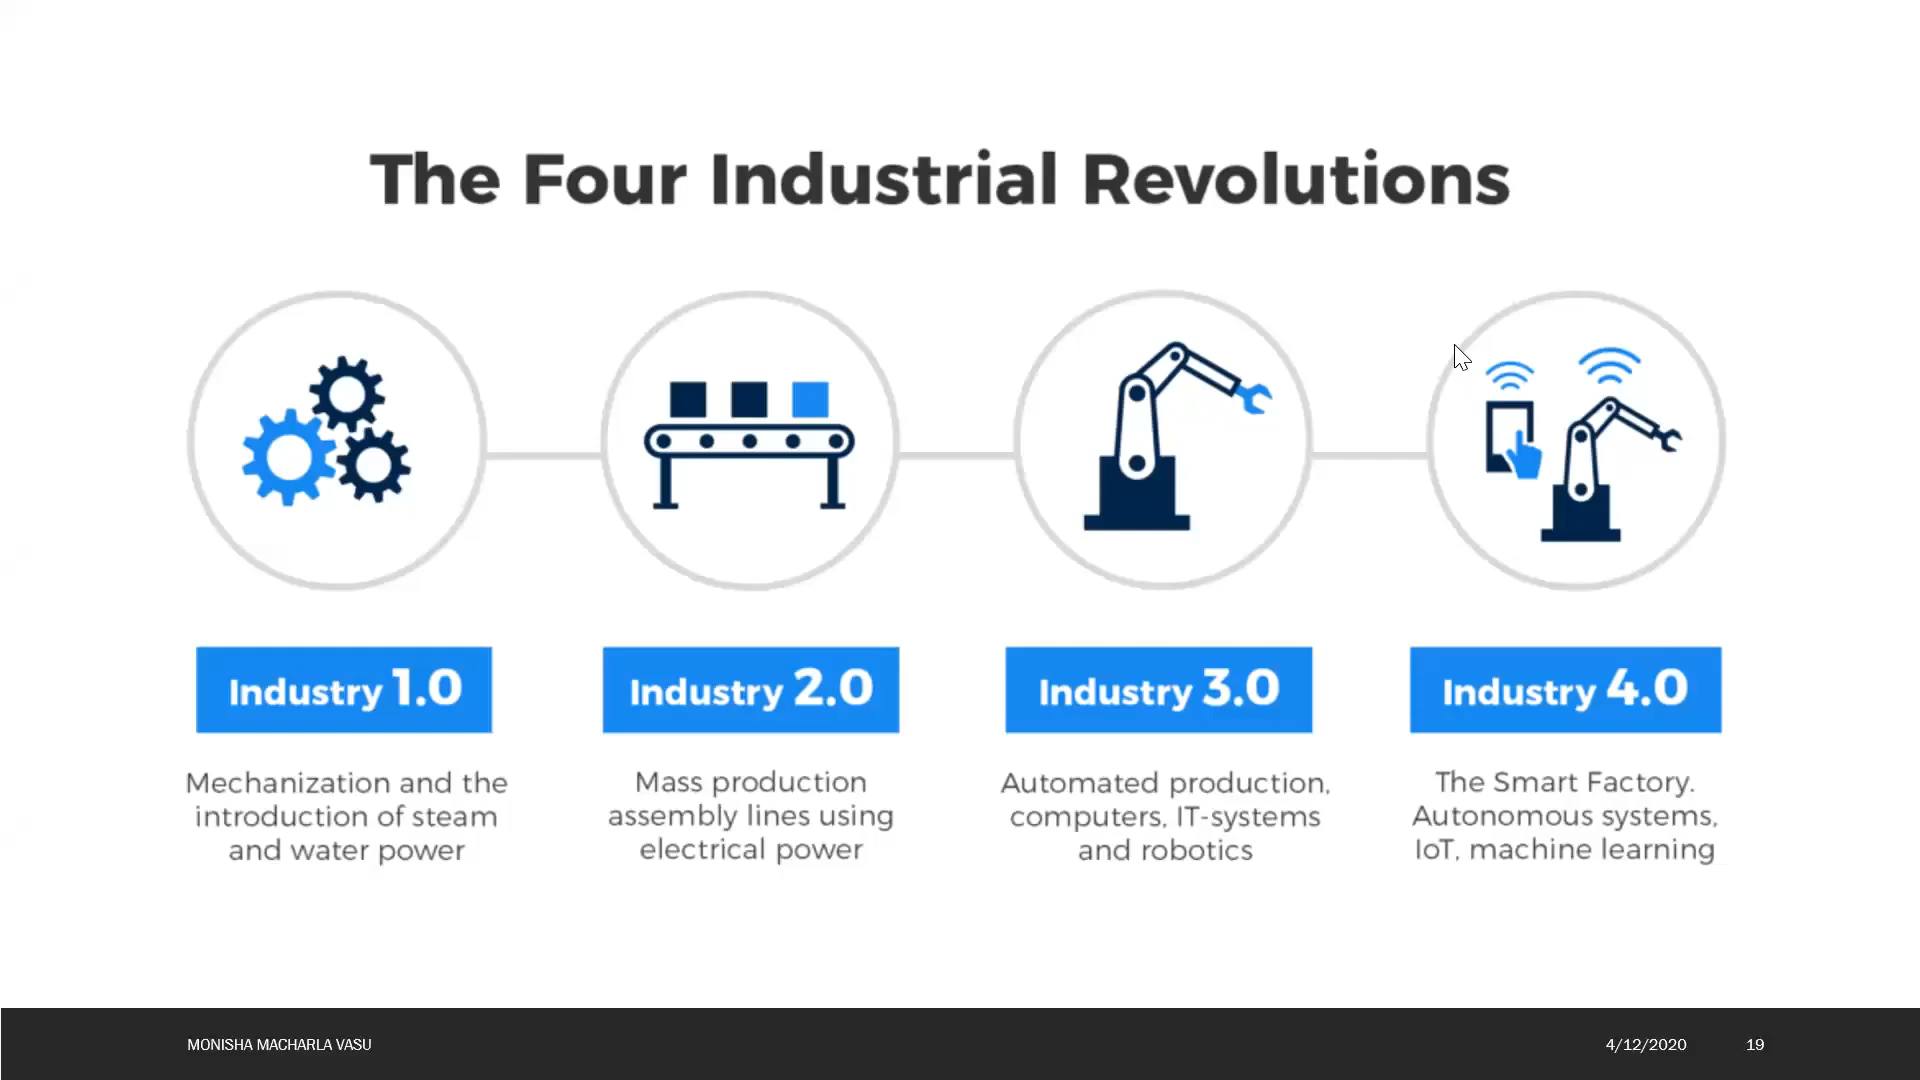 The Four Industrial Revolutions
Industry 1.0
Mechanization and the
introduction of steam
and water power
Industry 2.0
Mass production
assembly lines using
electrical power
Industry 3.0
Automated production,
computers, IT-systems
and robotics
Industry 4.0
The Smart Factory.
Autonomous systems,
IoT, machine learning
MONISHA MACHARLA VASU
4/12/2020
19